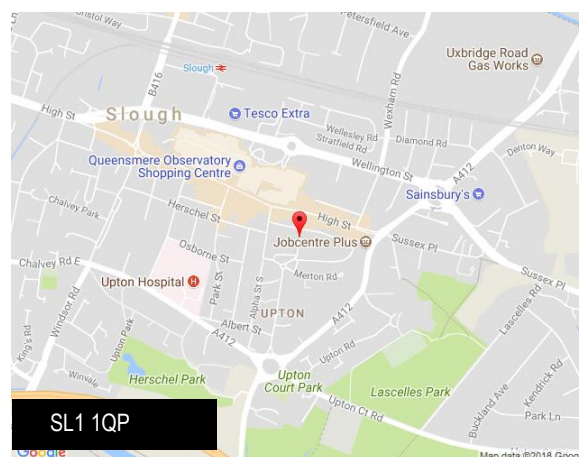 Petersfield Ave
Uxbridge Road
Gas Works
B416
Slough
Wexham Rd
High St
Slough
Tesco Extra
Wellesley Rd
Stratfield Rd
Diamond Rd
Denton Way
A412
Queensmere Observatory
Shopping Centre
Wellington St
Sainsbury's
Chalvey Park
Herschel St
High St
Jobcentre Plus
Sussex Pl
Osborne St
Chalvey Rd E
Upton Hospital
H
Park St
Alpha St S
Merton Rd
A412
Sussex Pl
Windsor Rd
UPTON
Albert St
A412
Lascelles Rd
King's Rd
Upton Park
Upton Rd
Winvale
Herschel Park
Upton
Court Park
Lascelles Park
Kendrick Rd
Buckland Ave
Park Ln
Upton Ct Rd
SL1 1QP
Google
Map data ©2018 Goog